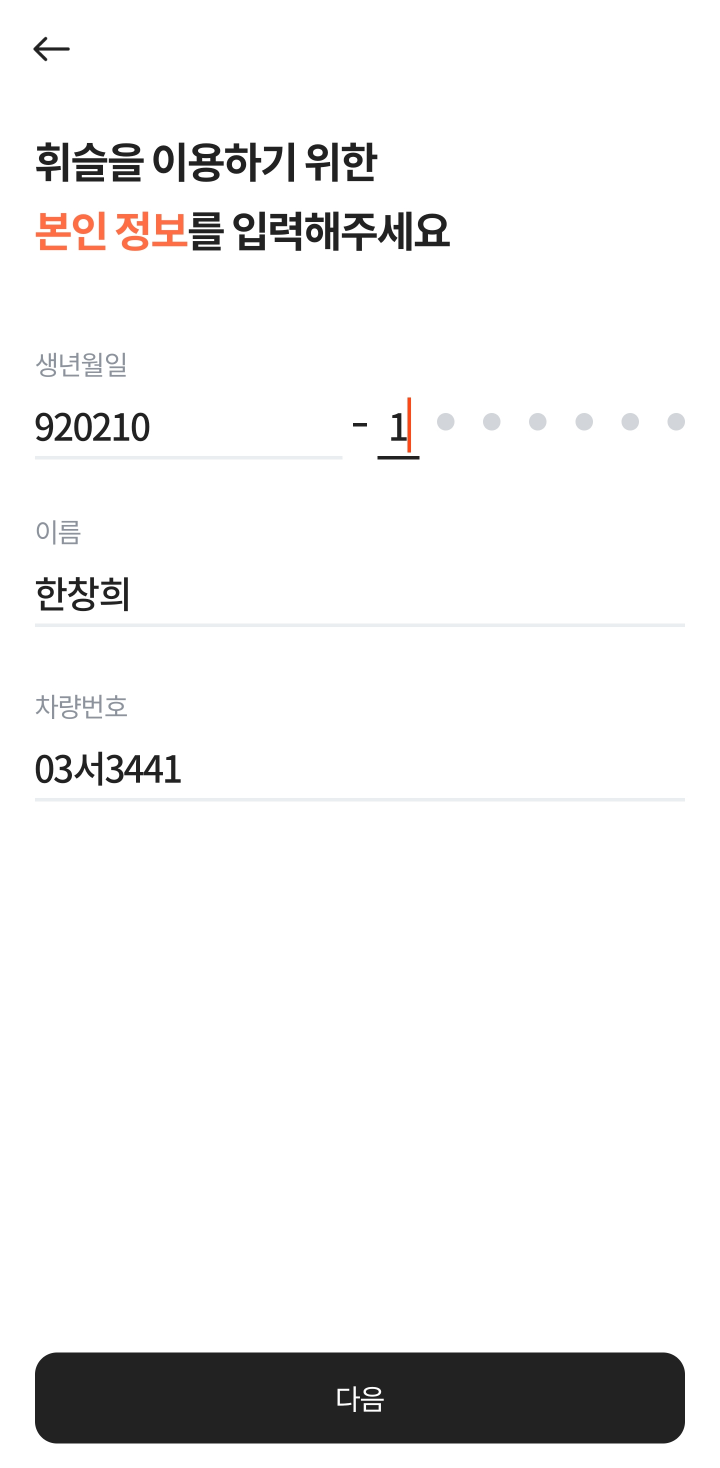 휘슬을 이용하기 위한
본인 정보를 입력해주세요
생년월일
920210 - 1
이름
한창희
차량번호
03서3441
다음